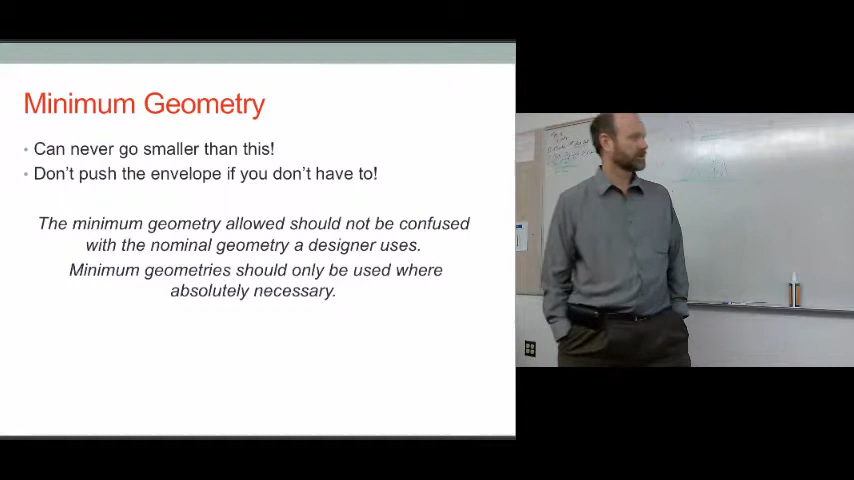 Minimum Geometry
• Can never go smaller than this!
• Don't push the envelope if you don't have to!
The minimum geometry allowed should not be confused
with the nominal geometry a designer uses.
Minimum geometries should only be used where
absolutely necessary.